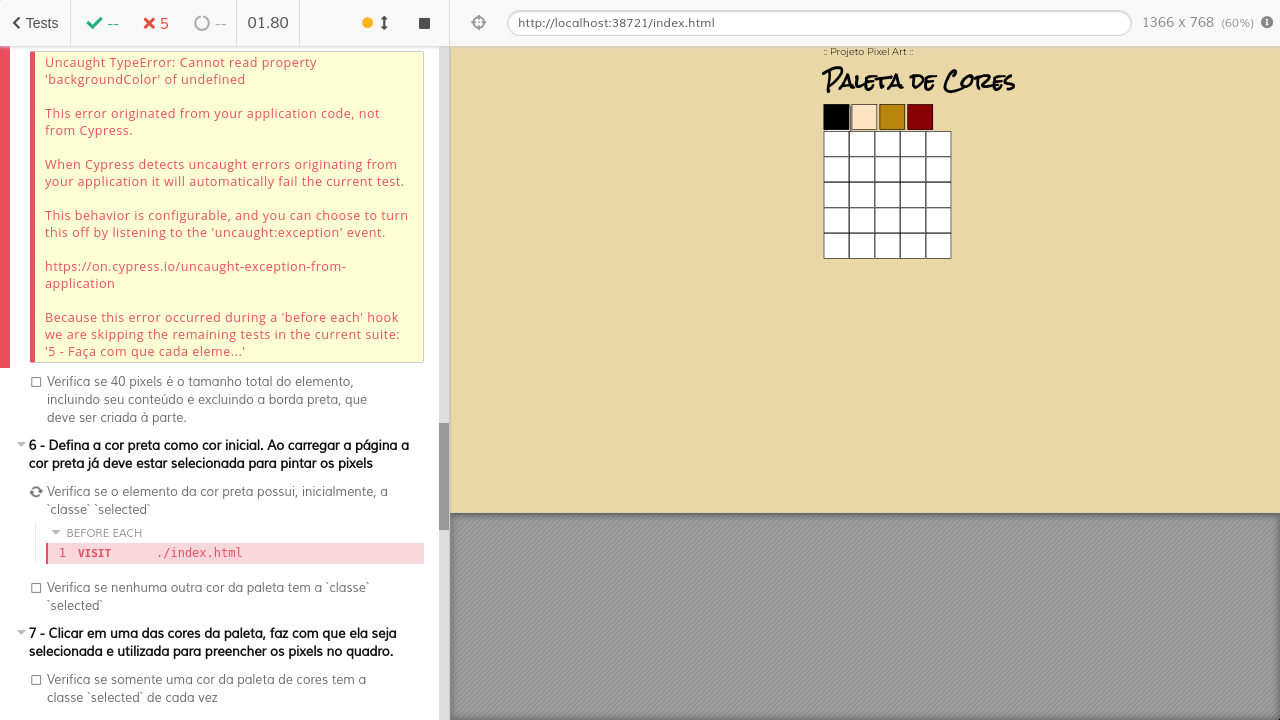 Tests
--
5
--
01.80
http://localhost:38721/index.html
1366 x 768 (60%)
Uncaught TypeError: Cannot read property
'backgroundColor' of undefined
This error originated from your application code, not
from Cypress.
When Cypress detects uncaught errors originating from
your application it will automatically fail the current test.
This behavior is configurable, and you can choose to turn
this off by listening to the 'uncaught:exception' event.
https://on.cypress.io/uncaught-exception-from-
application
Because this error occurred during a 'before each' hook
we are skipping the remaining tests in the current suite:
'5 - Faça com que cada eleme...'
Verifica se 40 pixels é o tamanho total do elemento,
incluindo seu conteúdo e excluindo a borda preta, que
deve ser criada à parte.
6 - Defina a cor preta como cor inicial. Ao carregar a página a
cor preta já deve estar selecionada para pintar os pixels
Verifica se o elemento da cor preta possui, inicialmente, a
`classe` `selected`
BEFORE EACH
1 VISIT ./index.html
Verifica se nenhuma outra cor da paleta tem a `classe`
`selected`
7 - Clicar em uma das cores da paleta, faz com que ela seja
selecionada e utilizada para preencher os pixels no quadro.
Verifica se somente uma cor da paleta de cores tem a
classe `selected` de cada vez
:: Projeto Pixel Art ::
Paleta de Cores